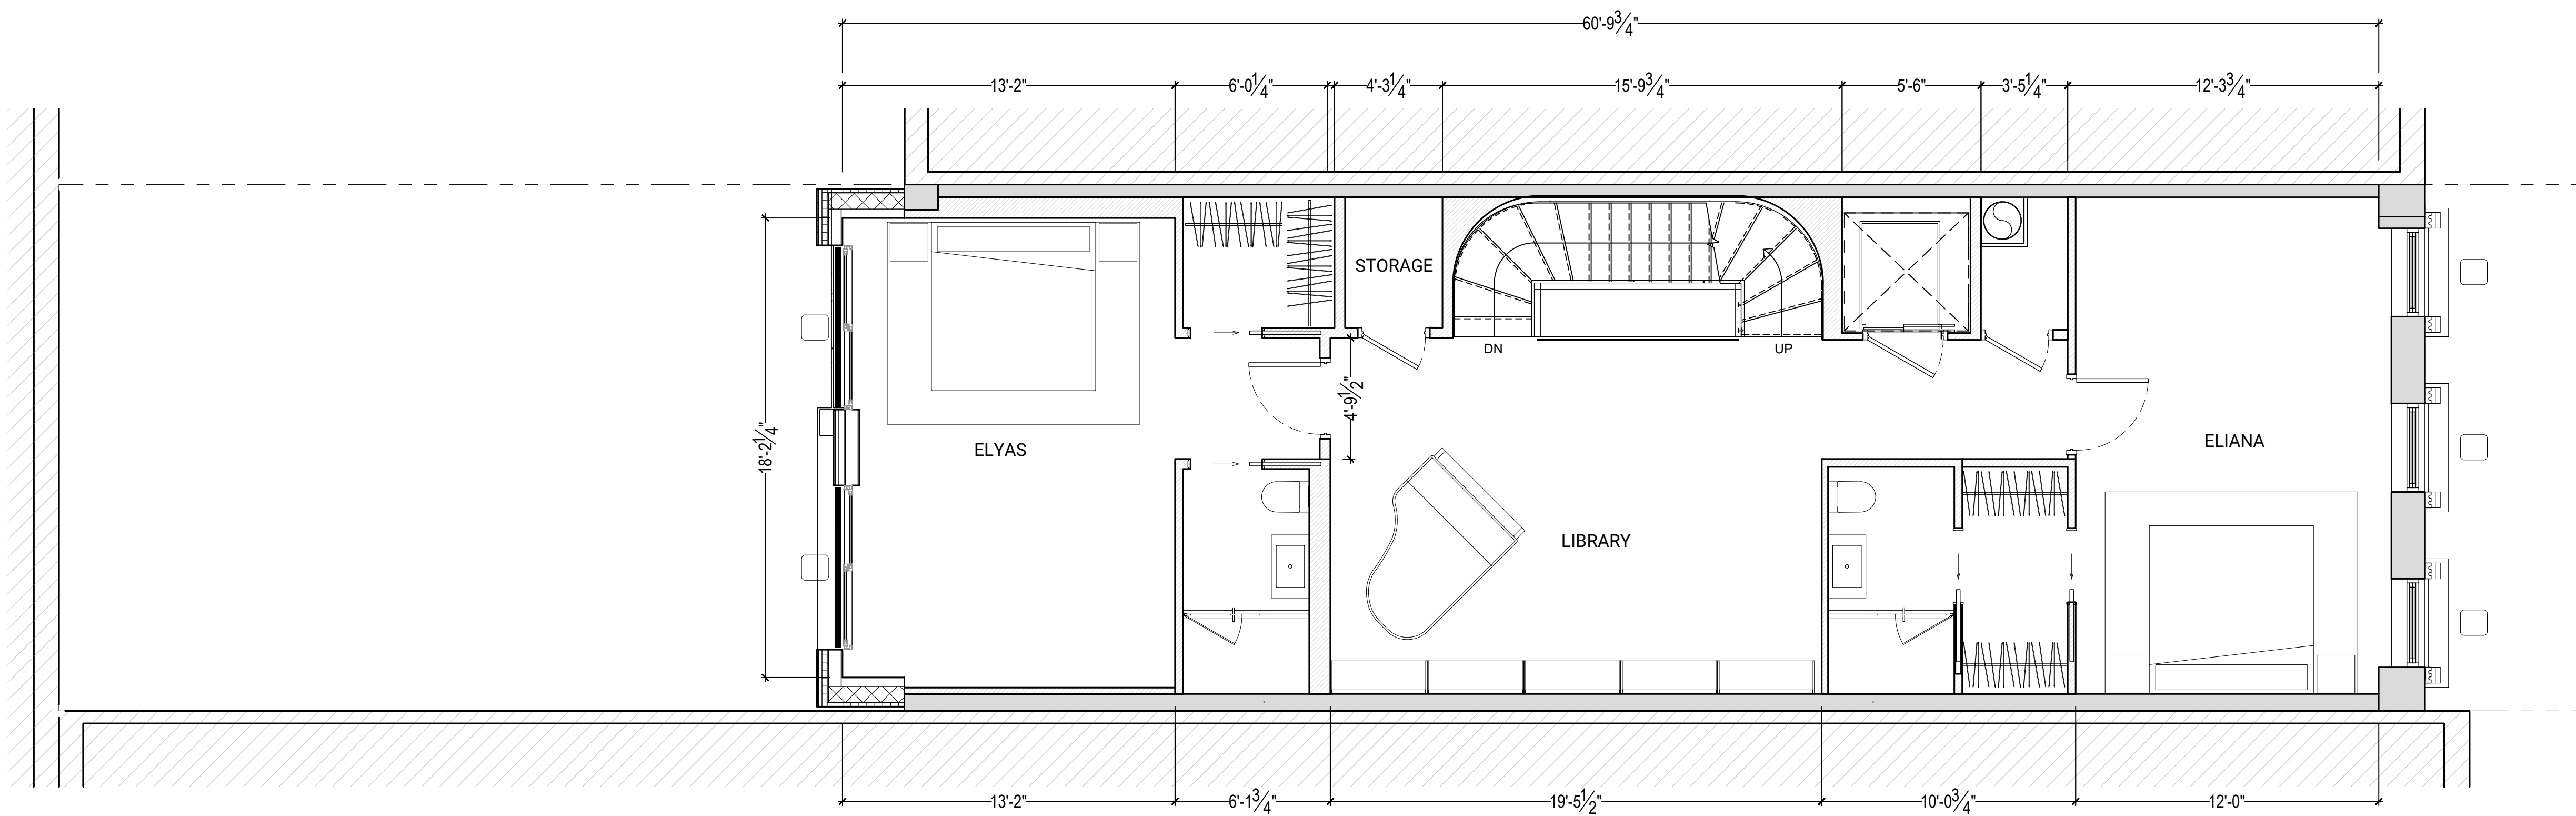 60'-9 3/4"
13'-2"
6'-0 1/4"
4'-3 1/4"
15'-9 3/4"
5'-6"
3'-5 1/4"
12'-3 3/4"
STORAGE
DN
UP
4'-9 1/2"
18'-2 1/4"
ELYAS
ELIANA
LIBRARY
13'-2"
6'-1 3/4"
19'-5 1/2"
10'-0 3/4"
12'-0"